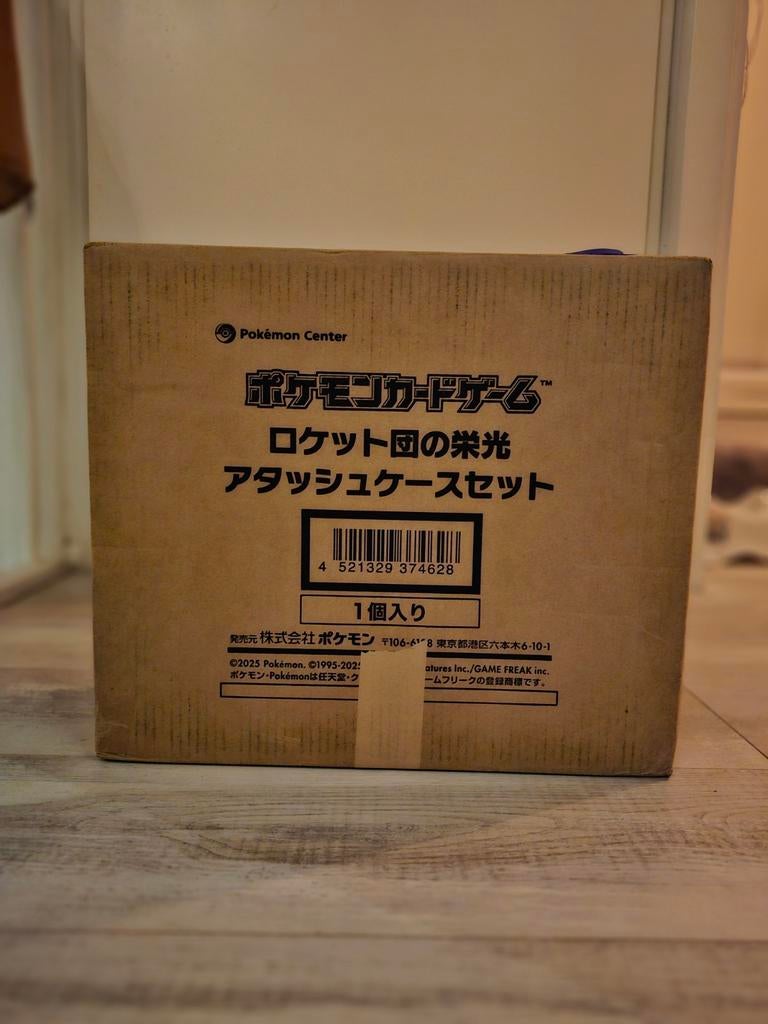 Pokémon Center
ポケモンカードゲーム™
ロケット団の栄光
アタッシュケースセット
4 521329 374628
1個入り
発売元 株式会社 ポケモン 東京都港区六本木6-10-1
©2025 Pokémon. ©1995-2025 Inc./GAME FREAK inc.
ポケモン・Pokémonは任天堂・ の登録商標です。